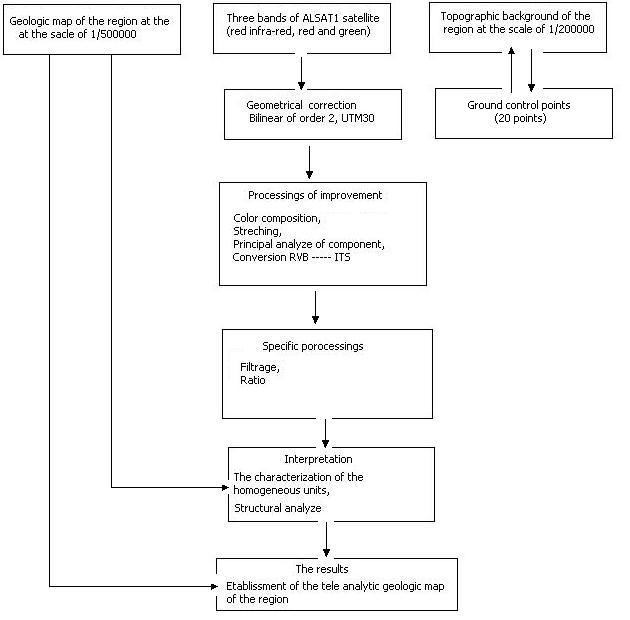 Geologic map of the region at the
at the sacle of 1/500000
Three bands of ALSAT1 satellite
(red infra-red, red and green)
Topographic background of the
region at the scale of 1/200000
Geometrical correction
Bilinear of order 2, UTM30
Ground control points
(20 points)
Processings of improvement
Color composition,
Streching,
Principal analyze of component,
Conversion RVB ----- ITS
Specific porocessings
Filtrage,
Ratio
Interpretation
The characterization of the
homogeneous units,
Structural analyze
The results
Etablissment of the tele analytic geologic map
of the region